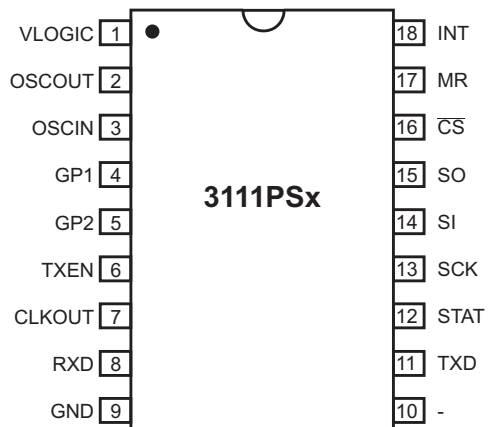 VLOGIC 1
OSCOUT 2
OSCIN 3
GP1 4
GP2 5
TXEN 6
CLKOUT 7
RXD 8
GND 9
3111PSx
18 INT
17 MR
16 C̅S̅
15 SO
14 SI
13 SCK
12 STAT
11 TXD
10 -